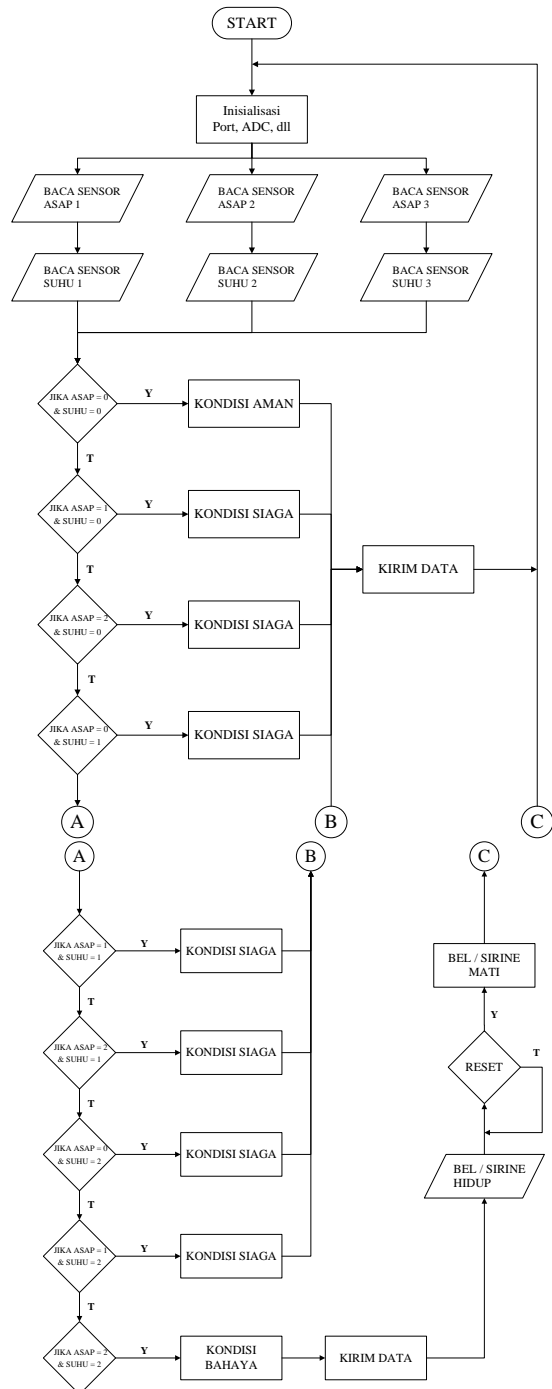 START
Inisialisasi
Port, ADC, dll
BACA SENSOR
ASAP 1
BACA SENSOR
ASAP 2
BACA SENSOR
ASAP 3
BACA SENSOR
SUHU 1
BACA SENSOR
SUHU 2
BACA SENSOR
SUHU 3
JIKA ASAP = 0
& SUHU = 0
Y
KONDISI AMAN
T
JIKA ASAP = 1
& SUHU = 0
Y
KONDISI SIAGA
KIRIM DATA
T
JIKA ASAP = 2
& SUHU = 0
Y
KONDISI SIAGA
T
JIKA ASAP = 0
& SUHU = 1
Y
KONDISI SIAGA
A
B
C
A
B
C
JIKA ASAP = 1
& SUHU = 1
Y
KONDISI SIAGA
BEL / SIRINE
MATI
T
Y
JIKA ASAP = 2
& SUHU = 1
Y
KONDISI SIAGA
RESET
T
T
JIKA ASAP = 0
& SUHU = 2
Y
KONDISI SIAGA
BEL / SIRINE
HIDUP
T
JIKA ASAP = 1
& SUHU = 2
Y
KONDISI SIAGA
T
JIKA ASAP = 2
& SUHU = 2
Y
KONDISI
BAHAYA
KIRIM DATA